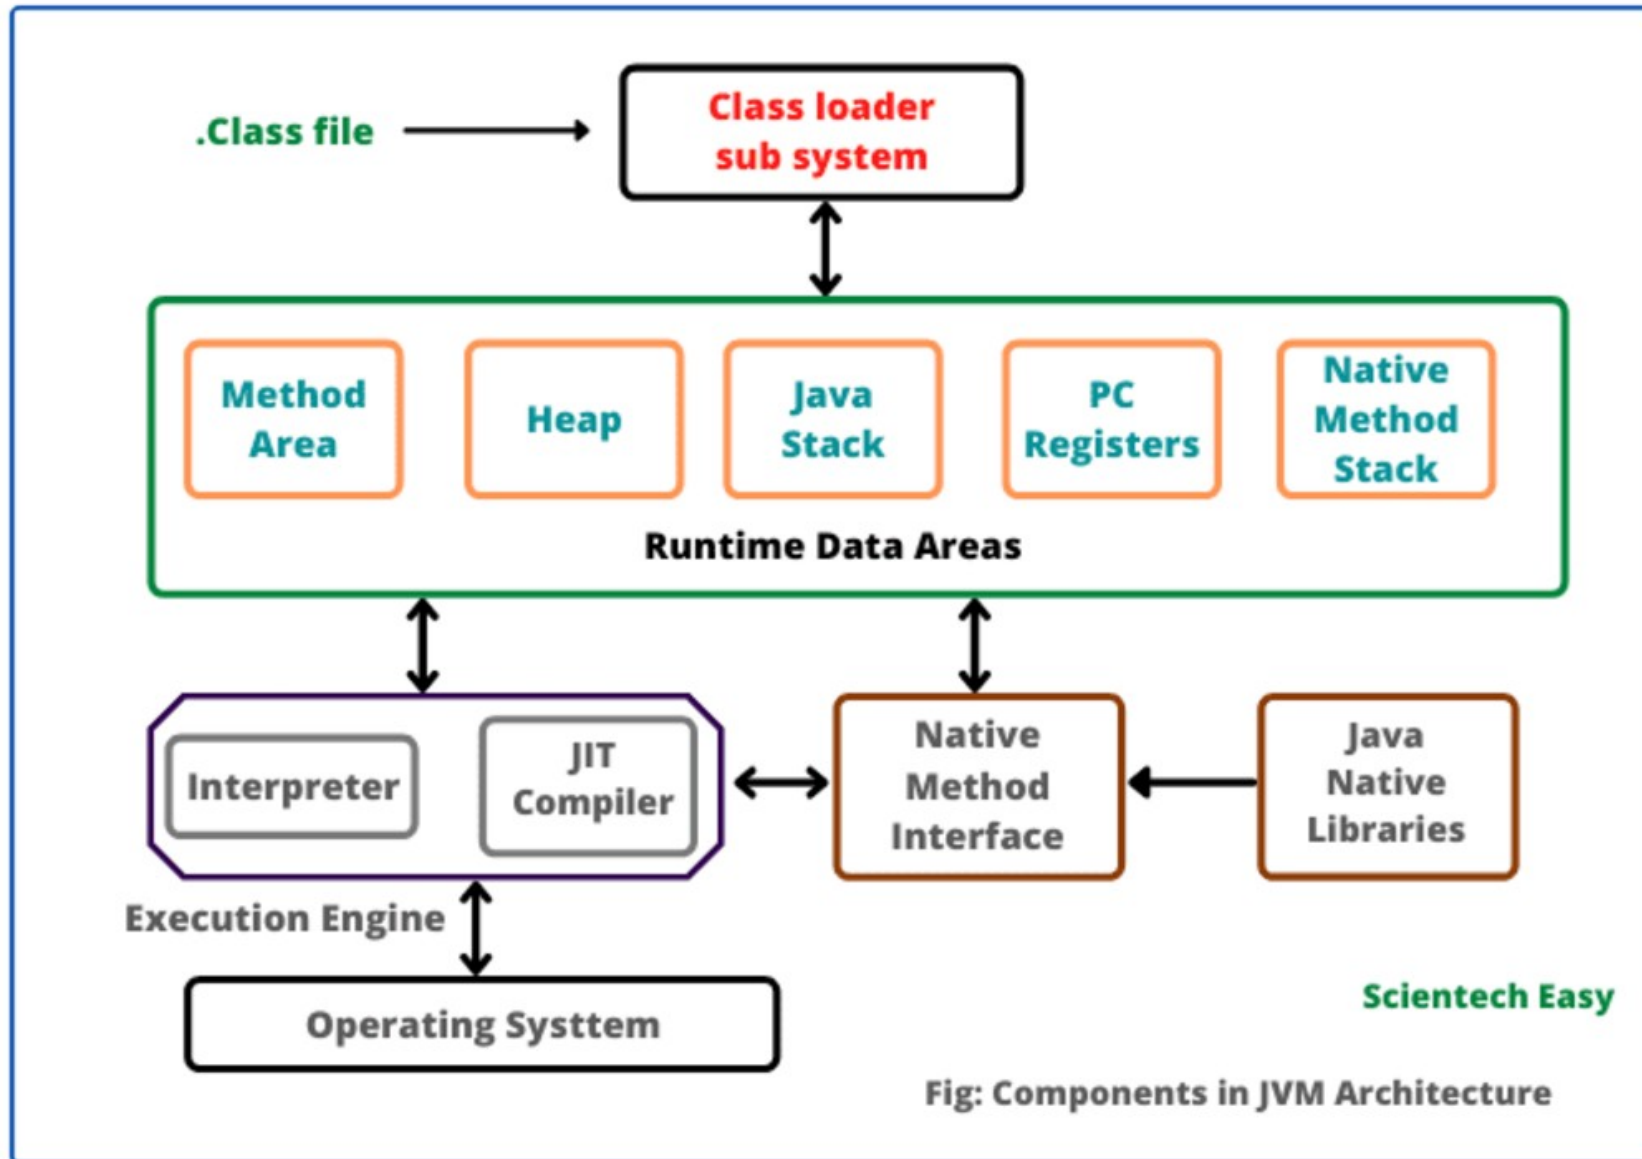 .Class file
Class loader
sub system
Method
Area
Heap
Java
Stack
PC
Registers
Native
Method
Stack
Runtime Data Areas
Interpreter
JIT
Compiler
Native
Method
Interface
Java
Native
Libraries
Execution Engine
Operating Systtem
Scientech Easy
Fig: Components in JVM Architecture